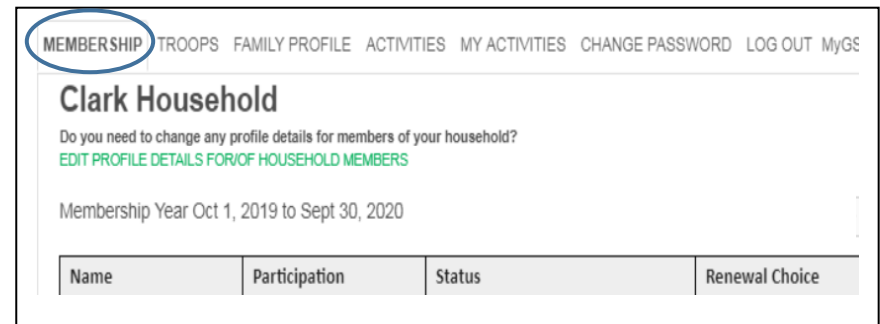 MEMBERSHIP TROOPS FAMILY PROFILE ACTIVITIES MY ACTIVITIES CHANGE PASSWORD LOG OUT MyGS
Clark Household
Do you need to change any profile details for members of your household?
EDIT PROFILE DETAILS FOR/OF HOUSEHOLD MEMBERS
Membership Year Oct 1, 2019 to Sept 30, 2020
Name Participation Status Renewal Choice